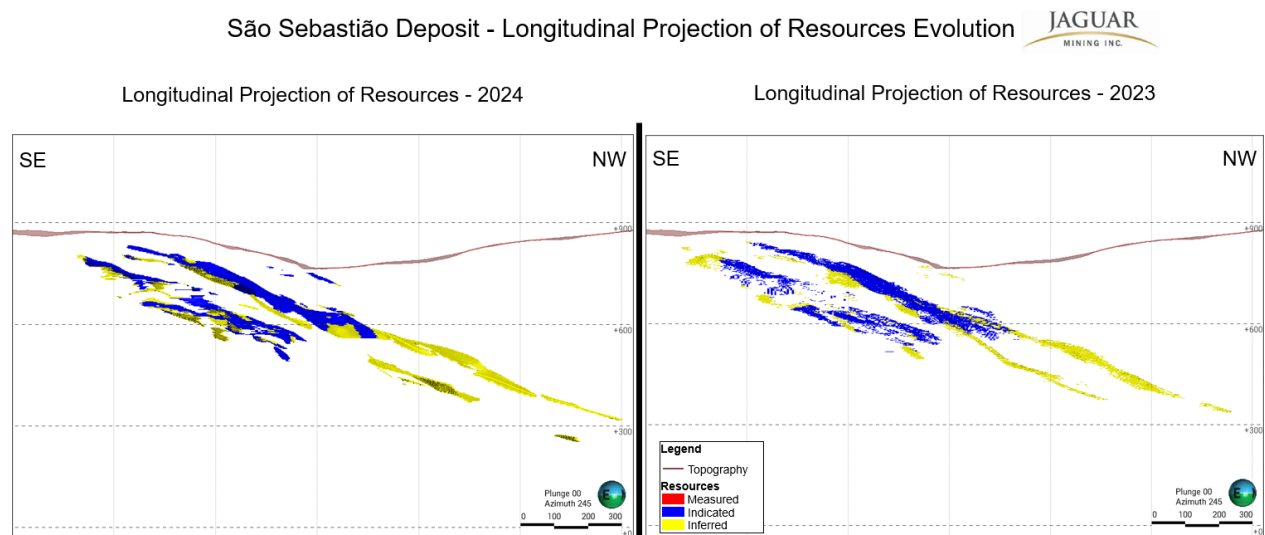 São Sebastião Deposit - Longitudinal Projection of Resources Evolution
JAGUAR
MINING INC.
Longitudinal Projection of Resources - 2024
Longitudinal Projection of Resources - 2023
SE
NW
+900
+600
+300
+0
Plunge 00
Azimuth 245
E
0 100 200 300
SE
NW
+900
+600
+300
+0
Legend
Topography
Resources
Measured
Indicated
Inferred
Plunge 00
Azimuth 245
E
0 100 200 300